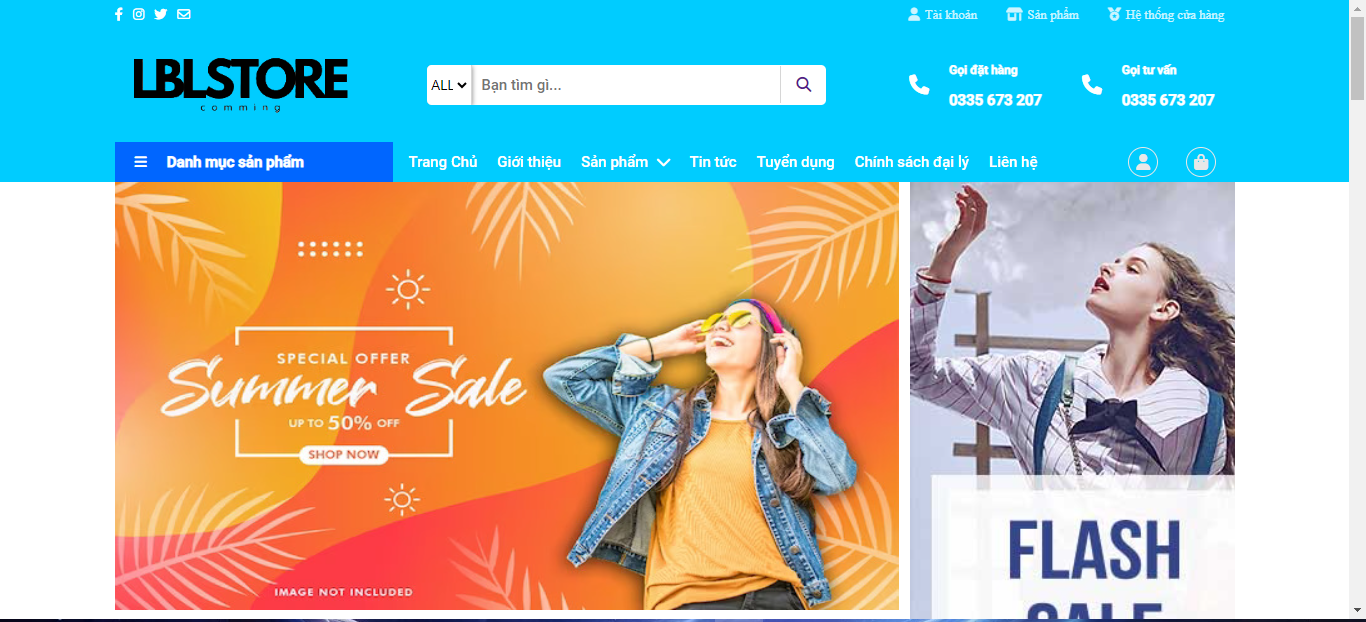 Tài khoản Sản phẩm Hệ thống cửa hàng
LBLSTORE
comming
ALL Bạn tìm gì...
Gọi đặt hàng
0335 673 207
Gọi tư vấn
0335 673 207
Danh mục sản phẩm Trang Chủ Giới thiệu Sản phẩm Tin tức Tuyển dụng Chính sách đại lý Liên hệ
SPECIAL OFFER
Summer Sale
UP TO 50% OFF
SHOP NOW
IMAGE NOT INCLUDED
FLASH
SALE